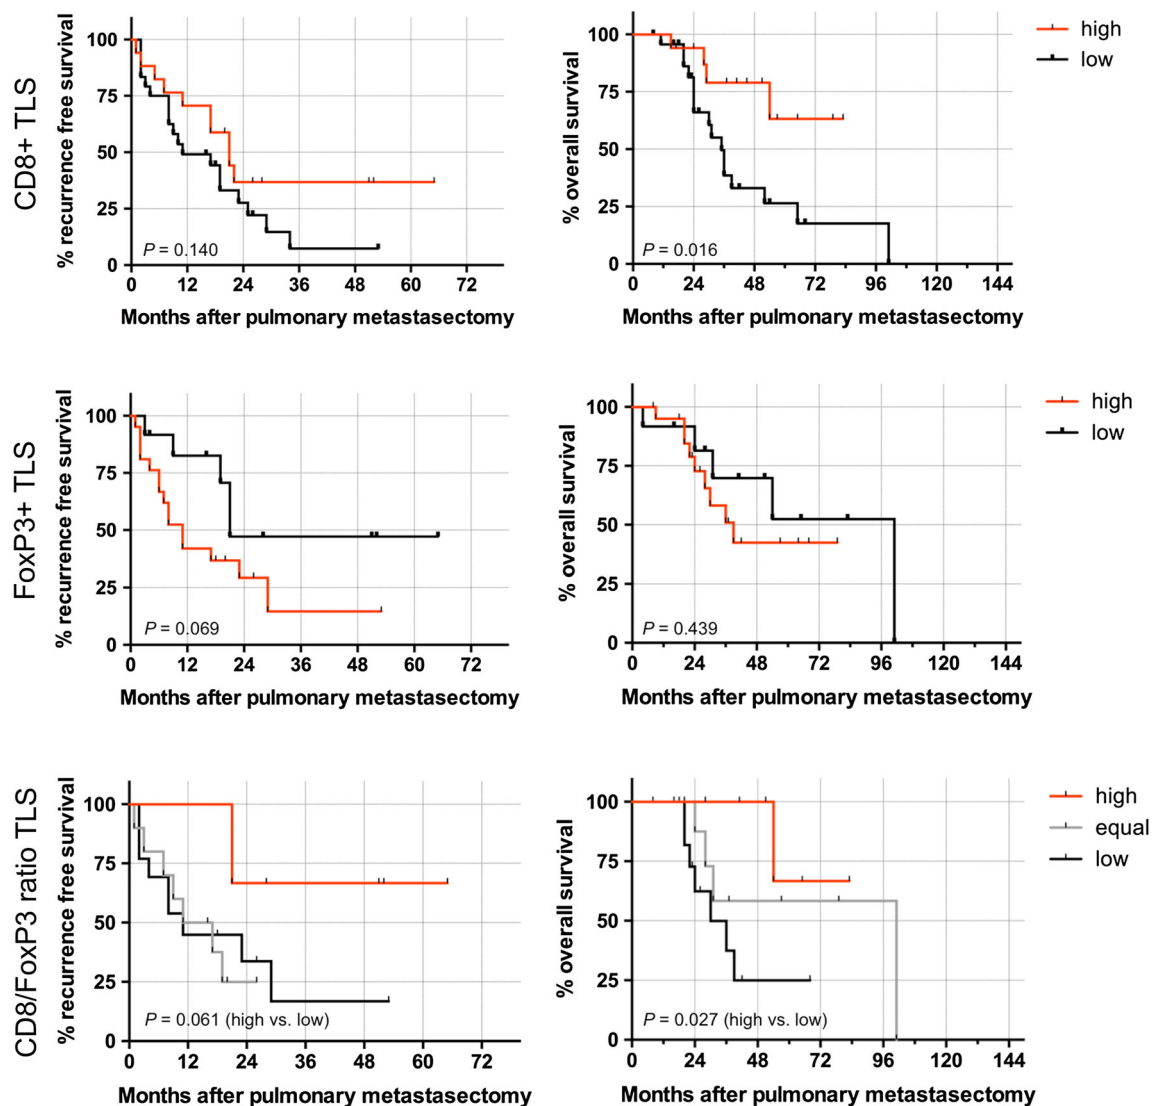 CD8+ TLS
% recurrence free survival
100
75
50
25
0
P = 0.140
0 12 24 36 48 60 72
Months after pulmonary metastasectomy
% overall survival
100
75
50
25
0
P = 0.016
0 24 48 72 96 120 144
Months after pulmonary metastasectomy
high
low
FoxP3+ TLS
% recurrence free survival
100
75
50
25
0
P = 0.069
0 12 24 36 48 60 72
Months after pulmonary metastasectomy
% overall survival
100
75
50
25
0
P = 0.439
0 24 48 72 96 120 144
Months after pulmonary metastasectomy
high
low
CD8/FoxP3 ratio TLS
% recurrence free survival
100
75
50
25
0
P = 0.061 (high vs. low)
0 12 24 36 48 60 72
Months after pulmonary metastasectomy
% overall survival
100
75
50
25
0
P = 0.027 (high vs. low)
0 24 48 72 96 120 144
Months after pulmonary metastasectomy
high
equal
low